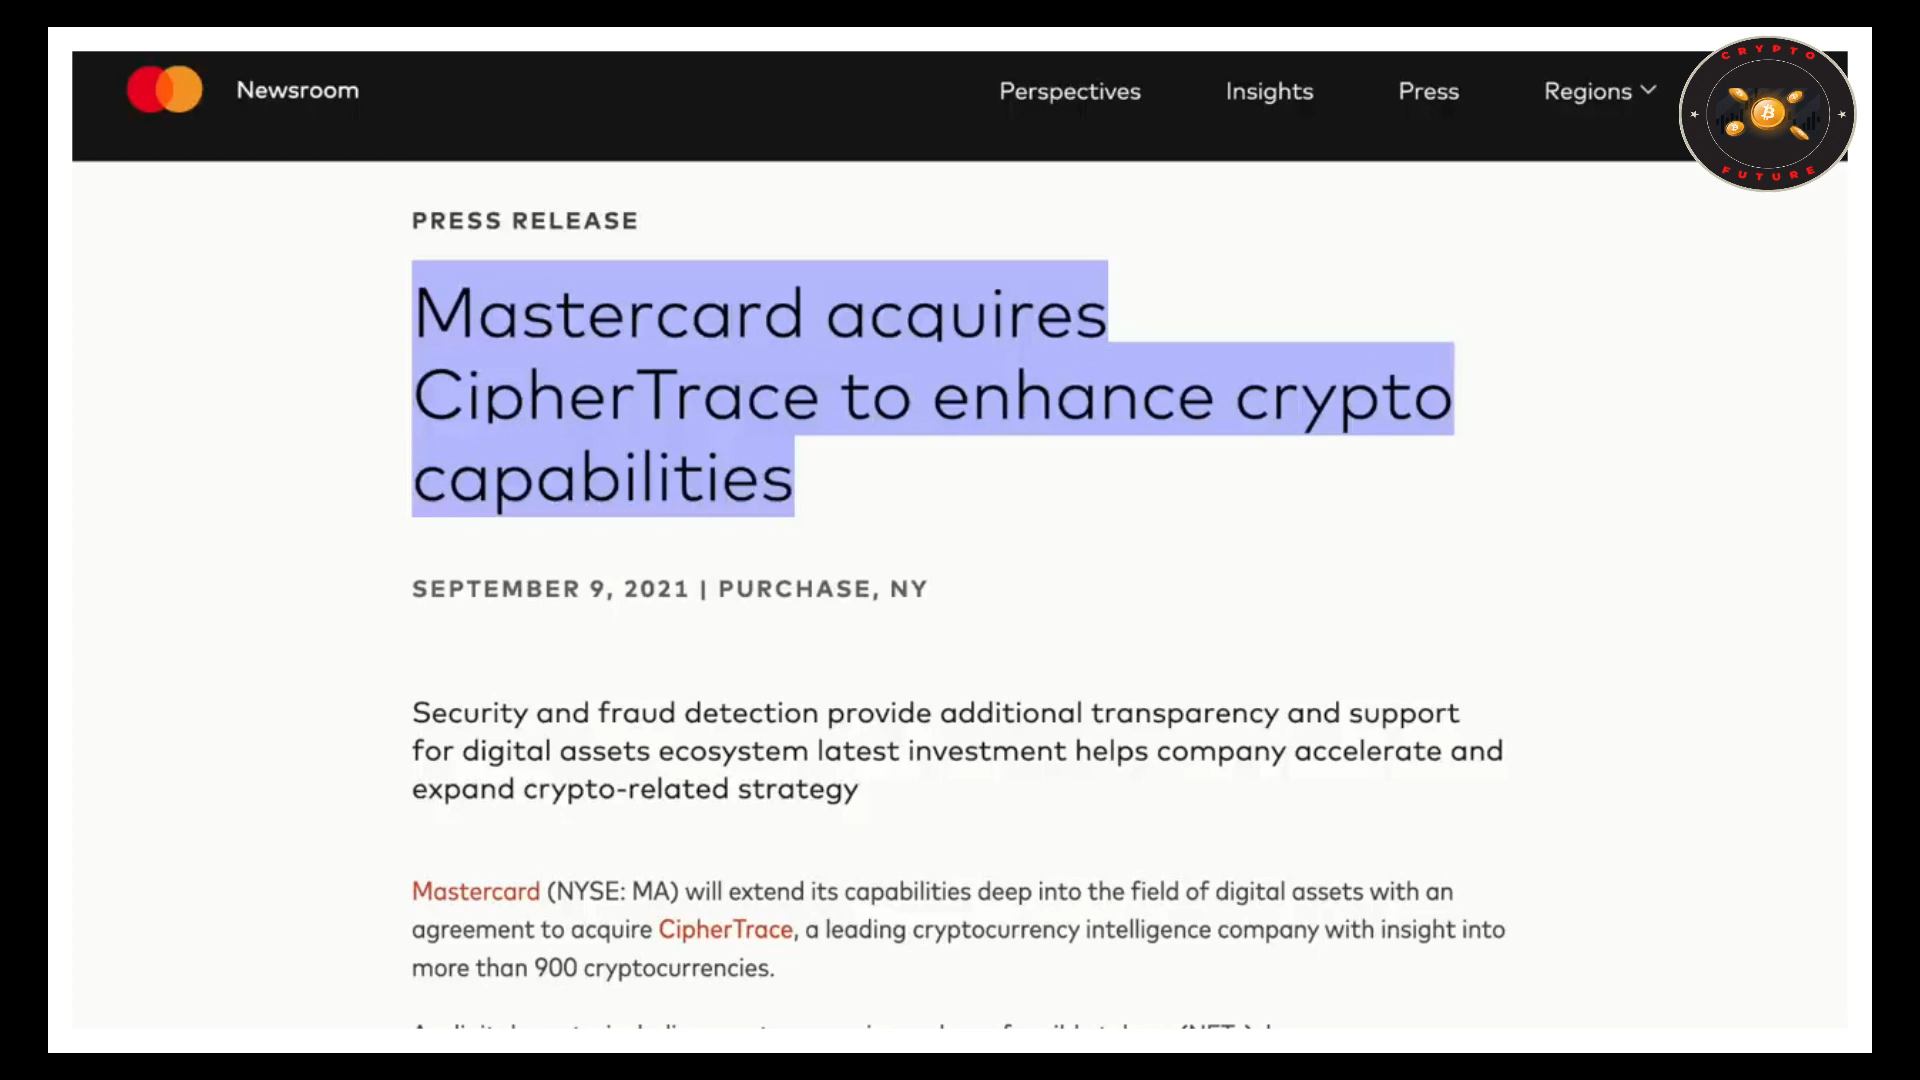 Newsroom
Perspectives
Insights
Press
Regions
CRYPTO
FUTURE
PRESS RELEASE
Mastercard acquires
CipherTrace to enhance crypto
capabilities
SEPTEMBER 9, 2021 | PURCHASE, NY
Security and fraud detection provide additional transparency and support
for digital assets ecosystem latest investment helps company accelerate and
expand crypto-related strategy
Mastercard (NYSE: MA) will extend its capabilities deep into the field of digital assets with an
agreement to acquire CipherTrace, a leading cryptocurrency intelligence company with insight into
more than 900 cryptocurrencies.